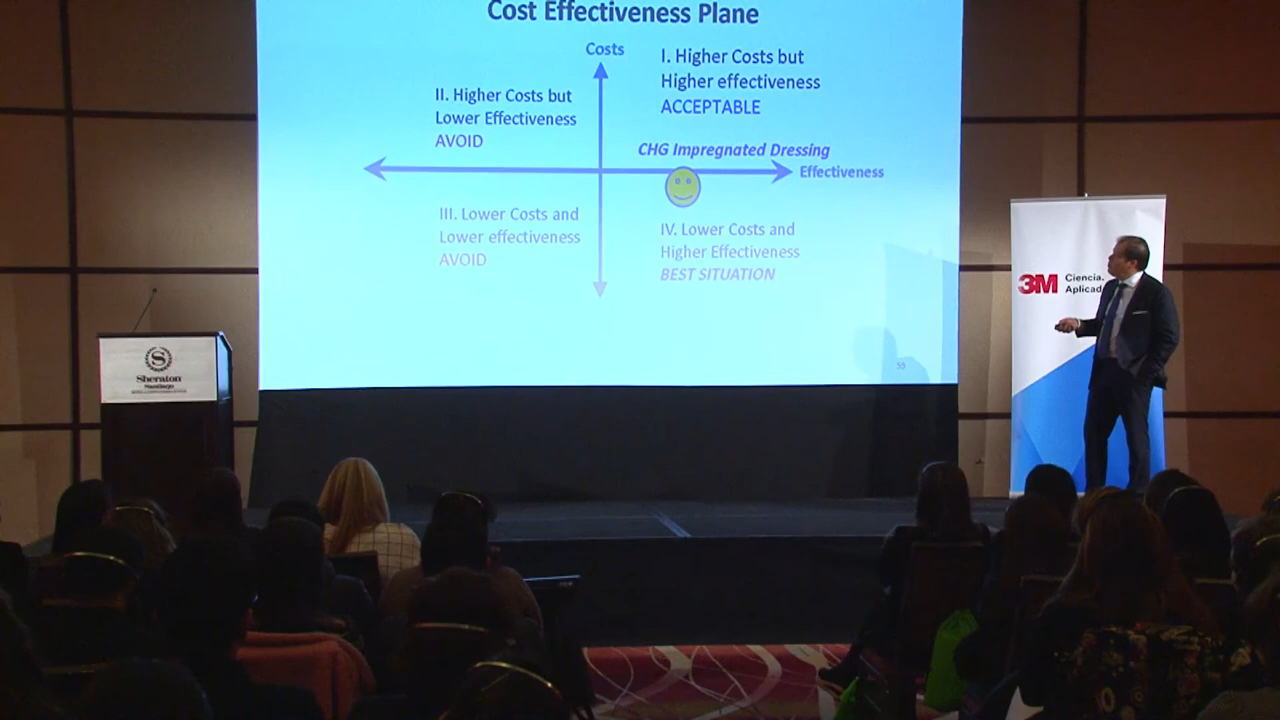 Cost Effectiveness Plane
Costs
I. Higher Costs but
Higher effectiveness
ACCEPTABLE
II. Higher Costs but
Lower Effectiveness
AVOID
CHG Impregnated Dressing
Effectiveness
III. Lower Costs and
Lower effectiveness
AVOID
IV. Lower Costs and
Higher Effectiveness
BEST SITUATION
55
3M
Ciencia.
Aplicad
S
Sheraton
Santiago